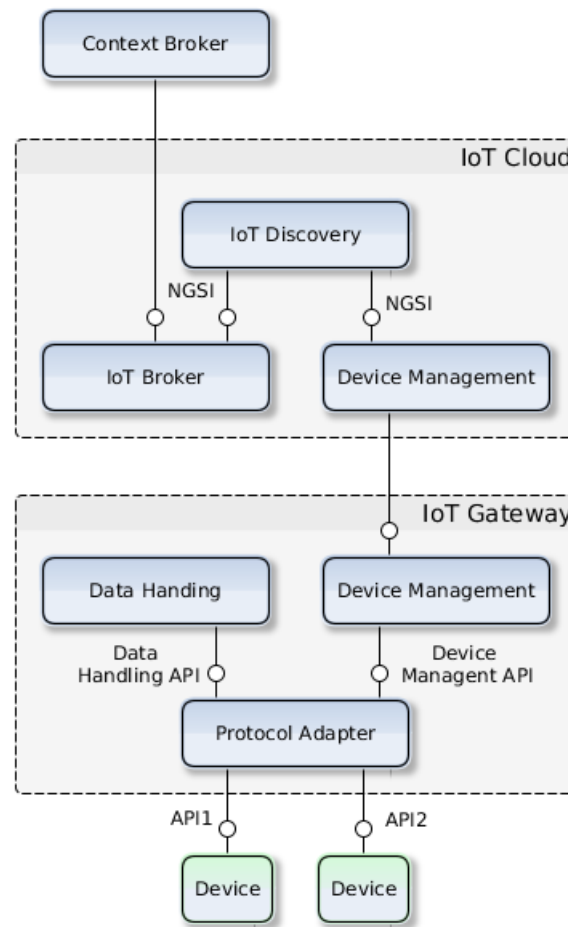 Context Broker
IoT Cloud
IoT Discovery
NGSI
NGSI
IoT Broker
Device Management
IoT Gateway
Data Handing
Device Management
Data
Handling API
Device
Managent API
Protocol Adapter
API1
API2
Device
Device